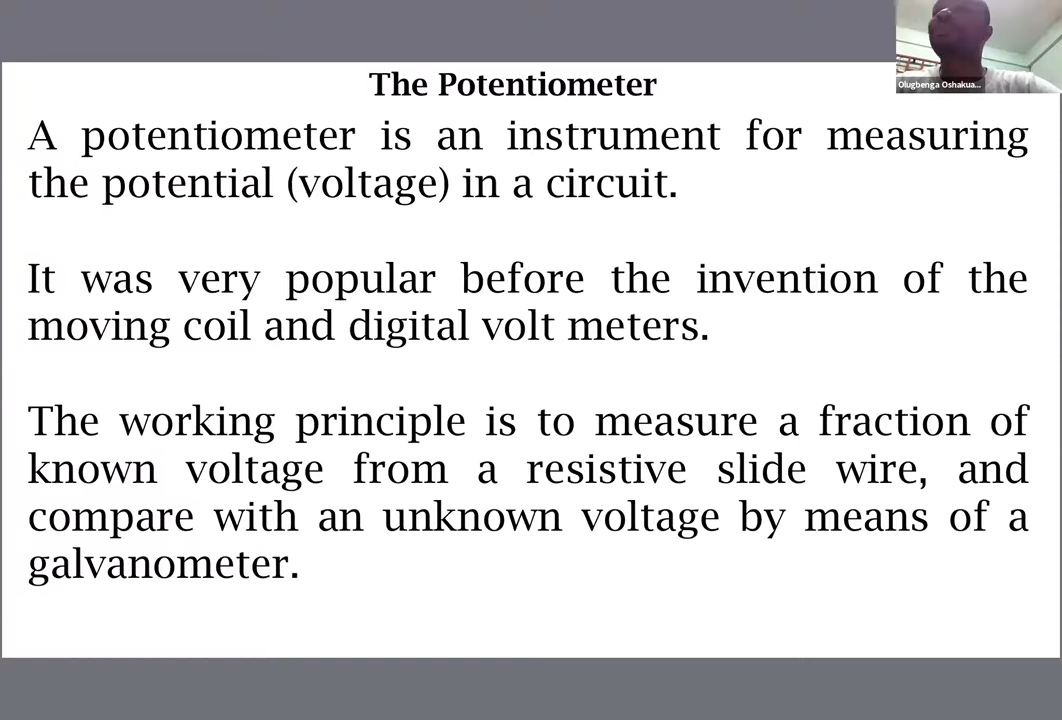 The Potentiometer
Olugbenga Oshakua...
A potentiometer is an instrument for measuring
the potential (voltage) in a circuit.
It was very popular before the invention of the
moving coil and digital volt meters.
The working principle is to measure a fraction of
known voltage from a resistive slide wire, and
compare with an unknown voltage by means of a
galvanometer.